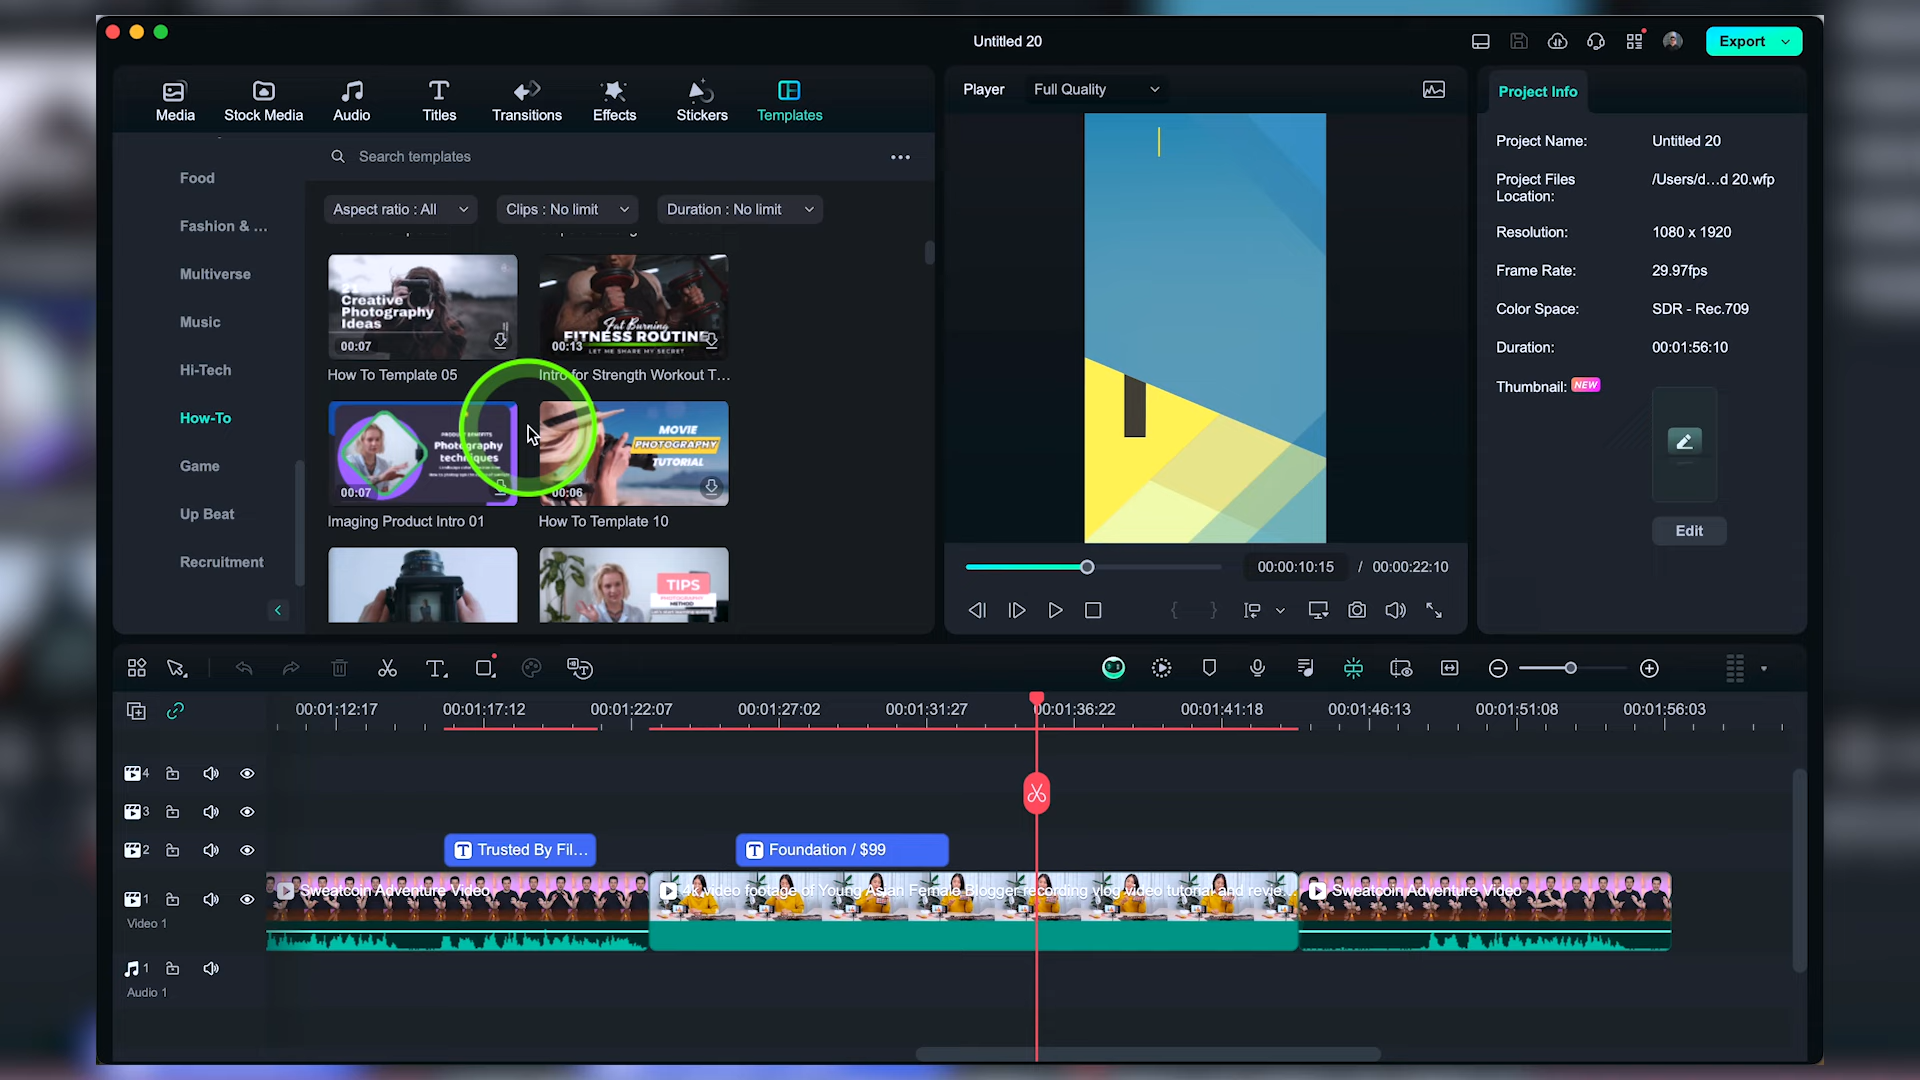 Untitled 20
Export
Media
Stock Media
Audio
Titles
Transitions
Effects
Stickers
Templates
Player
Full Quality
Project Info
Search templates
Food
Fashion & ...
Multiverse
Music
Hi-Tech
How-To
Game
Up Beat
Recruitment
Aspect ratio : All
Clips : No limit
Duration : No limit
21
Creative
Photography
Ideas
00:07
How To Template 05
Fat Burning
FITNESS ROUTINE
LET ME SHARE MY SECRET
00:13
Intro for Strength Workout T...
PRODUCT BENEFITS
Photography
techniques
00:07
Imaging Product Intro 01
MOVIE
PHOTOGRAPHY
TUTORIAL
00:06
How To Template 10
TIPS
PHOTOGRAPHY
METHOD
00:00:10:15 / 00:00:22:10
Project Name: Untitled 20
Project Files
Location:
/Users/d...d 20.wfp
Resolution: 1080 x 1920
Frame Rate: 29.97fps
Color Space: SDR - Rec.709
Duration: 00:01:56:10
Thumbnail: NEW
Edit
00:01:12:17 00:01:17:12 00:01:22:07 00:01:27:02 00:01:31:27 00:01:36:22 00:01:41:18 00:01:46:13 00:01:51:08 00:01:56:03
4
3
2
Trusted By Fil...
Foundation / $99
1
Video 1
Sweatcoin Adventure Video
4k video footage of Young Asian Female Blogger recording vlog video tutorial and revie...
Sweatcoin Adventure Video
1
Audio 1